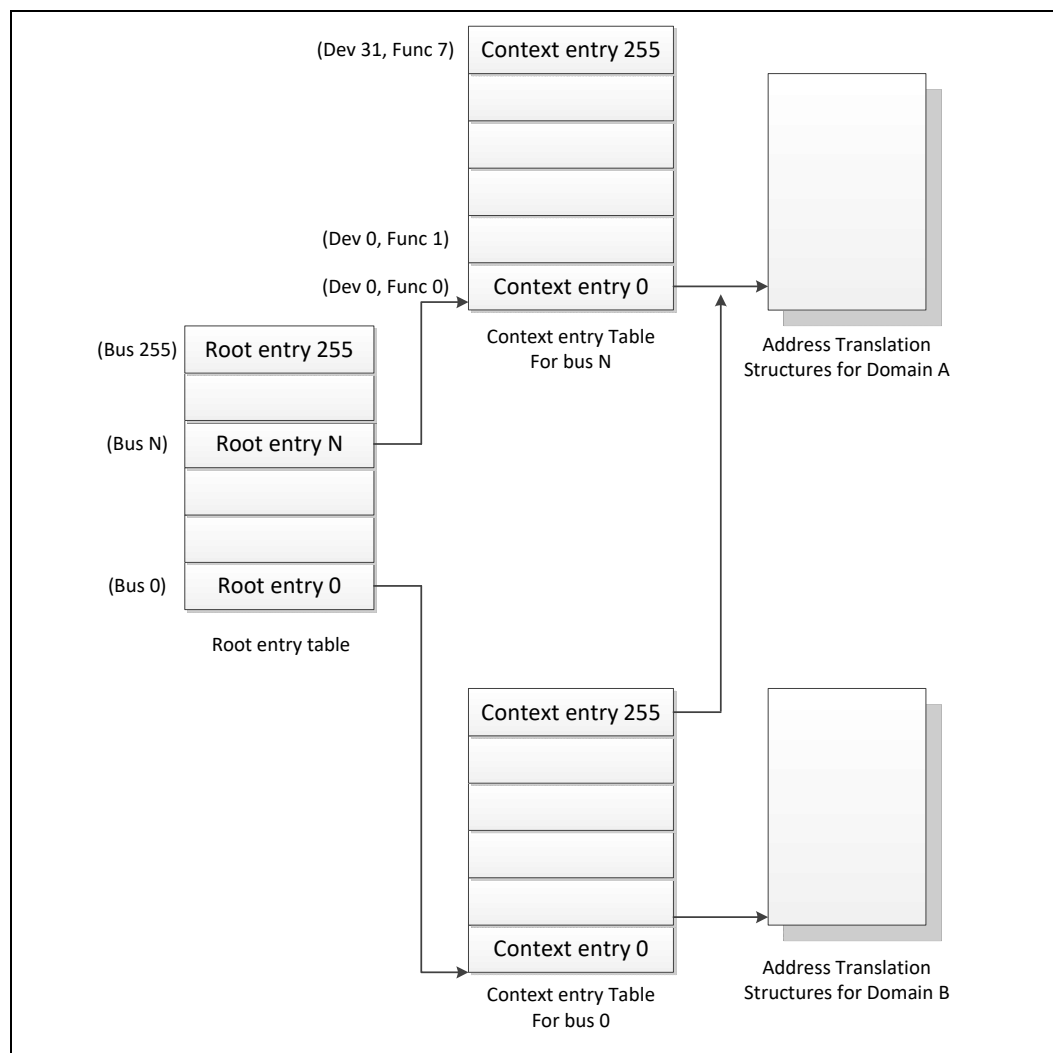 (Dev 31, Func 7)
Context entry 255
(Dev 0, Func 1)
(Dev 0, Func 0)
Context entry 0
Context entry Table
For bus N
Address Translation
Structures for Domain A
(Bus 255)
Root entry 255
(Bus N)
Root entry N
(Bus 0)
Root entry 0
Root entry table
Context entry 255
Context entry 0
Context entry Table
For bus 0
Address Translation
Structures for Domain B